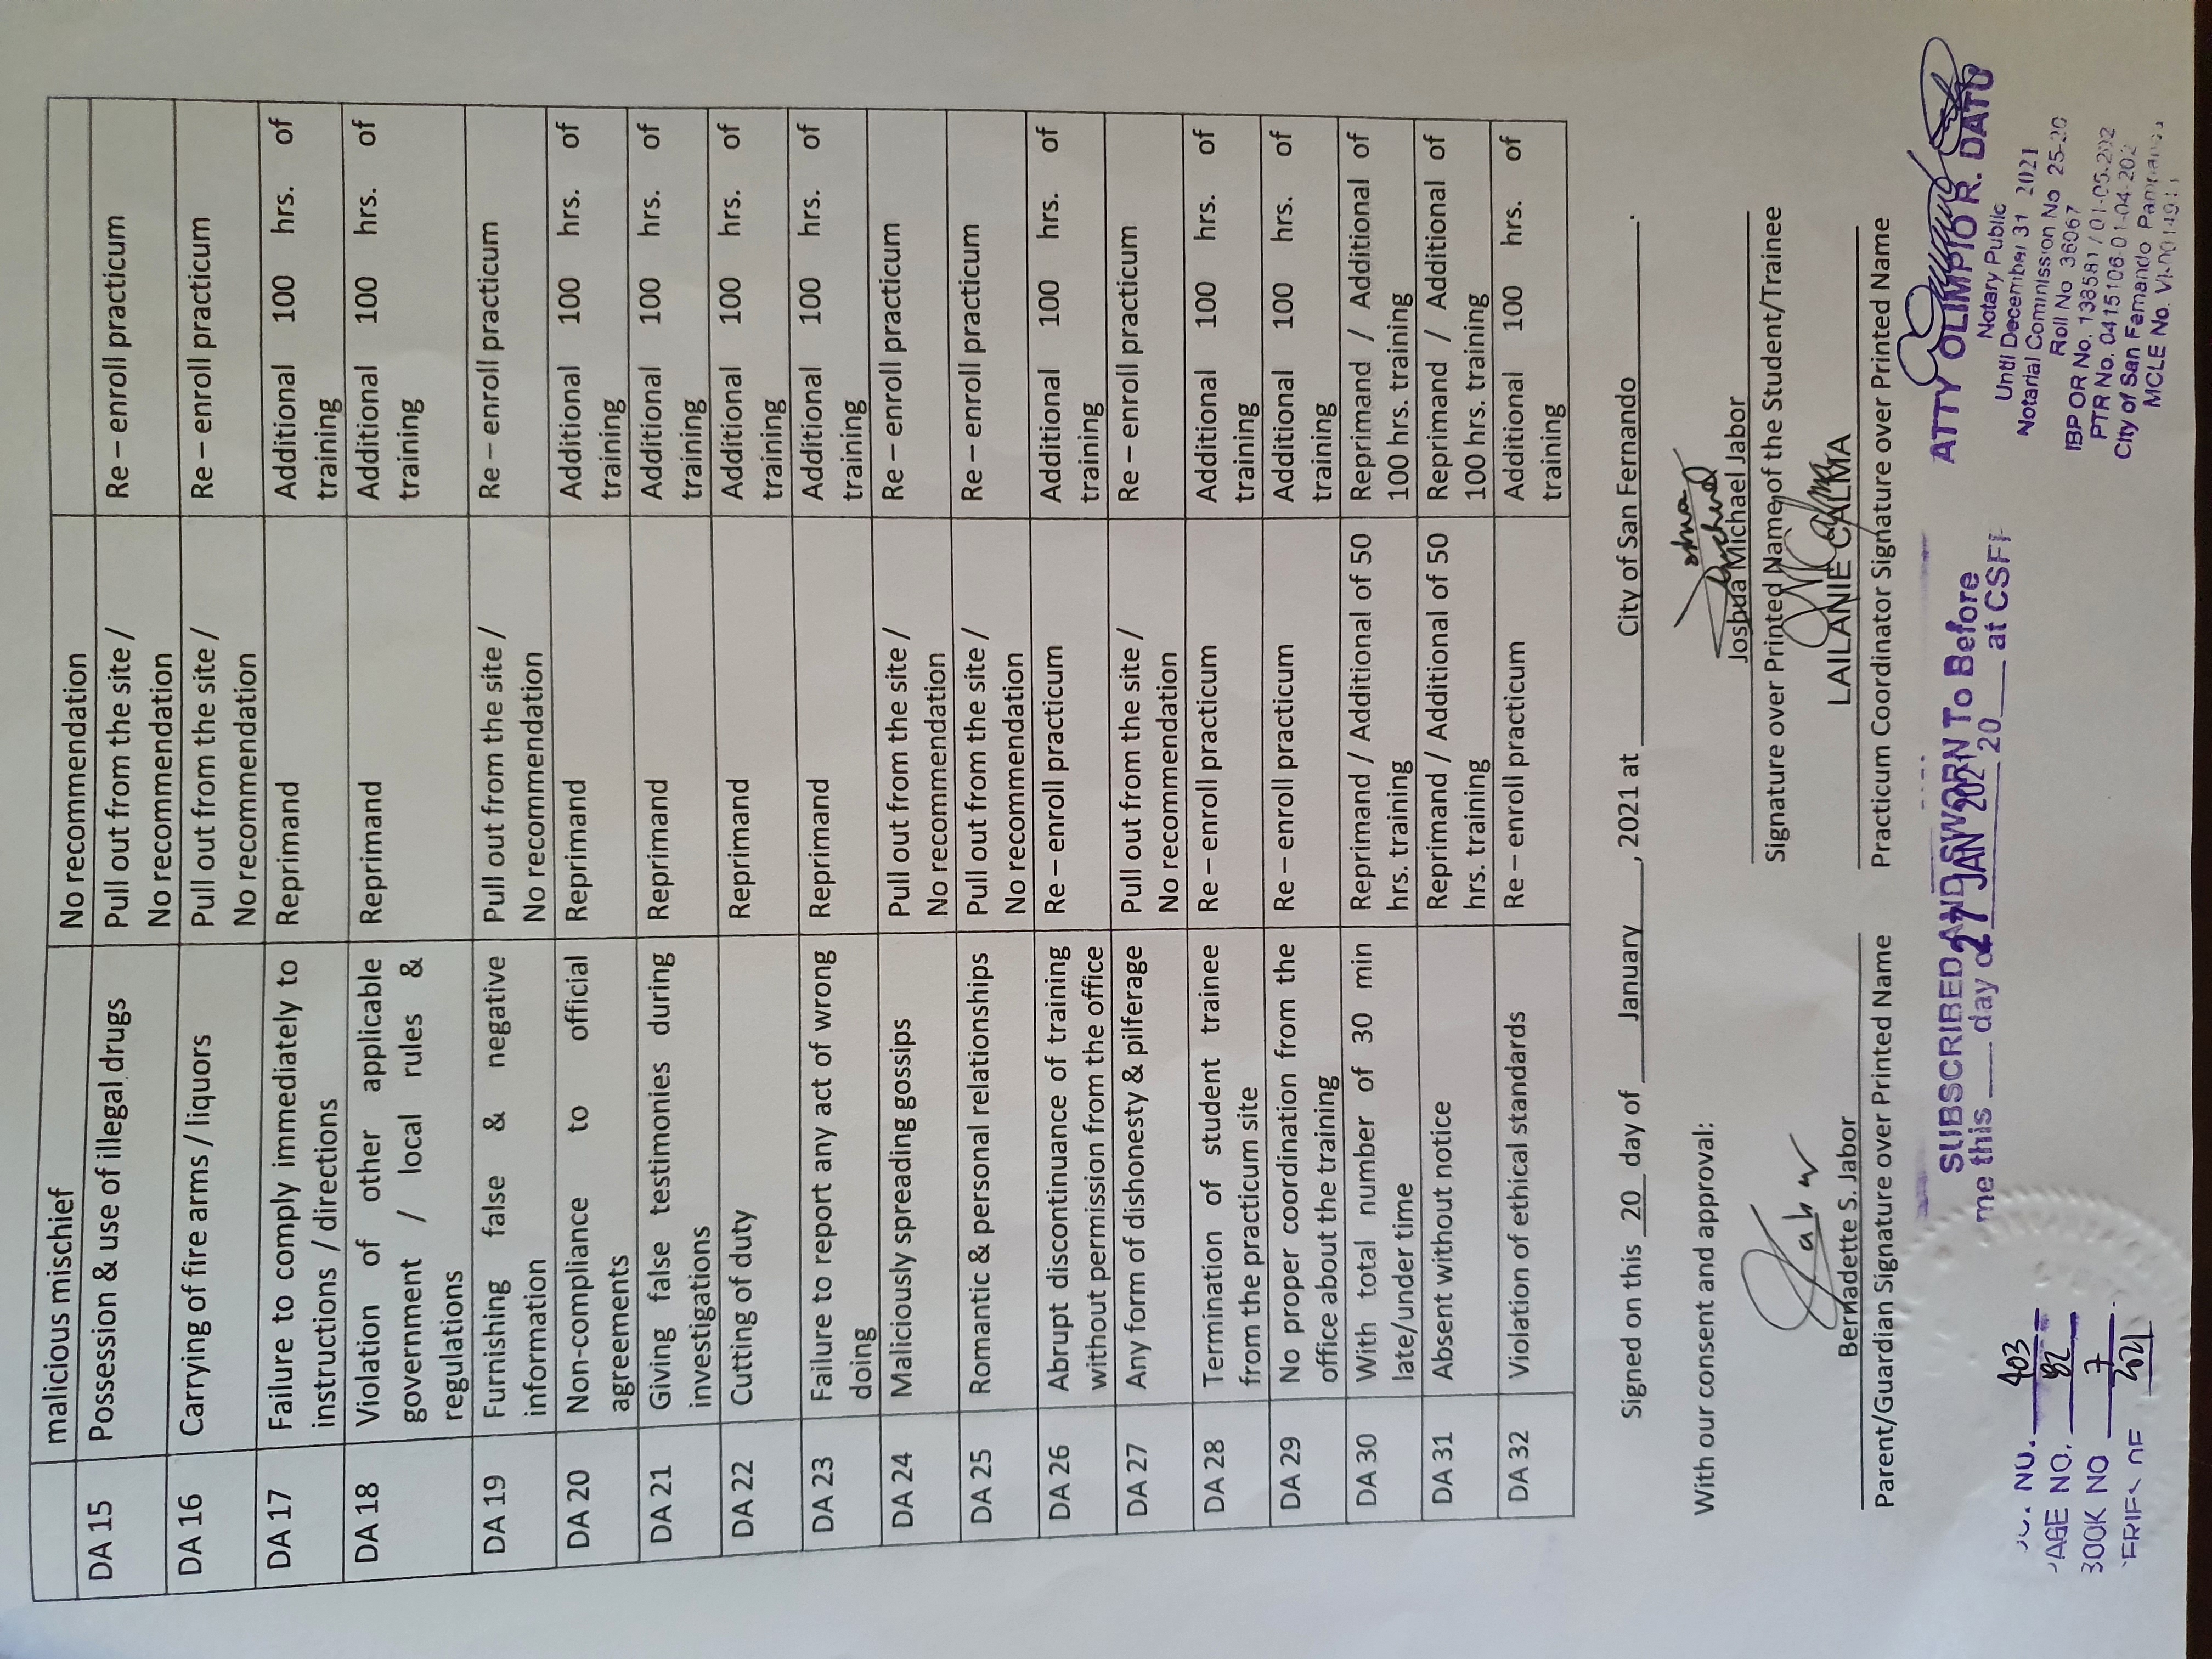 malicious mischief No recommendation
DA 15 Possession & use of illegal drugs Pull out from the site / Re – enroll practicum
No recommendation
DA 16 Carrying of fire arms / liquors Pull out from the site / Re – enroll practicum
No recommendation
DA 17 Failure to comply immediately to Reprimand Additional 100 hrs. of
instructions / directions training
DA 18 Violation of other applicable Reprimand Additional 100 hrs. of
government / local rules & training
regulations
DA 19 Furnishing false & negative Pull out from the site / Re – enroll practicum
information No recommendation
DA 20 Non-compliance to official Reprimand Additional 100 hrs. of
agreements training
DA 21 Giving false testimonies during Reprimand Additional 100 hrs. of
investigations training
DA 22 Cutting of duty Reprimand Additional 100 hrs. of
training
DA 23 Failure to report any act of wrong Reprimand Additional 100 hrs. of
doing training
DA 24 Maliciously spreading gossips Pull out from the site / Re – enroll practicum
No recommendation
DA 25 Romantic & personal relationships Pull out from the site / Re – enroll practicum
No recommendation
DA 26 Abrupt discontinuance of training Re – enroll practicum Additional 100 hrs. of
without permission from the office training
DA 27 Any form of dishonesty & pilferage Pull out from the site / Re – enroll practicum
No recommendation
DA 28 Termination of student trainee Re – enroll practicum Additional 100 hrs. of
from the practicum site training
DA 29 No proper coordination from the Re – enroll practicum Additional 100 hrs. of
office about the training training
DA 30 With total number of 30 min Reprimand / Additional of 50 Reprimand / Additional of
late/under time hrs. training 100 hrs. training
DA 31 Absent without notice Reprimand / Additional of 50 Reprimand / Additional of
hrs. training 100 hrs. training
DA 32 Violation of ethical standards Re – enroll practicum Additional 100 hrs. of
training
Signed on this 20 day of January , 2021 at City of San Fernando .
With our consent and approval:
Joshua Michael
Joshua Michael Jabor
Signature over Printed Name of the Student/Trainee
Jabor
Bernadette S. Jabor
Parent/Guardian Signature over Printed Name
Calma
LAILANIE CALMA
Practicum Coordinator Signature over Printed Name
SUBSCRIBED AND SWORN To Before
me this ___ day of 27 JAN 2021 20___ at CSFP
NO. 403
PAGE NO. 82
BOOK NO 7
SERIES OF 2021
ATTY OLIMPIO R. DATU
Notary Public
Until December 31 2021
Notarial Commission No 25-20
Roll No 36067
IBP OR No. 138581 / 01-05-202
PTR No. 0415106 01-04-202
City of San Fernando Pampanga
MCLE No.